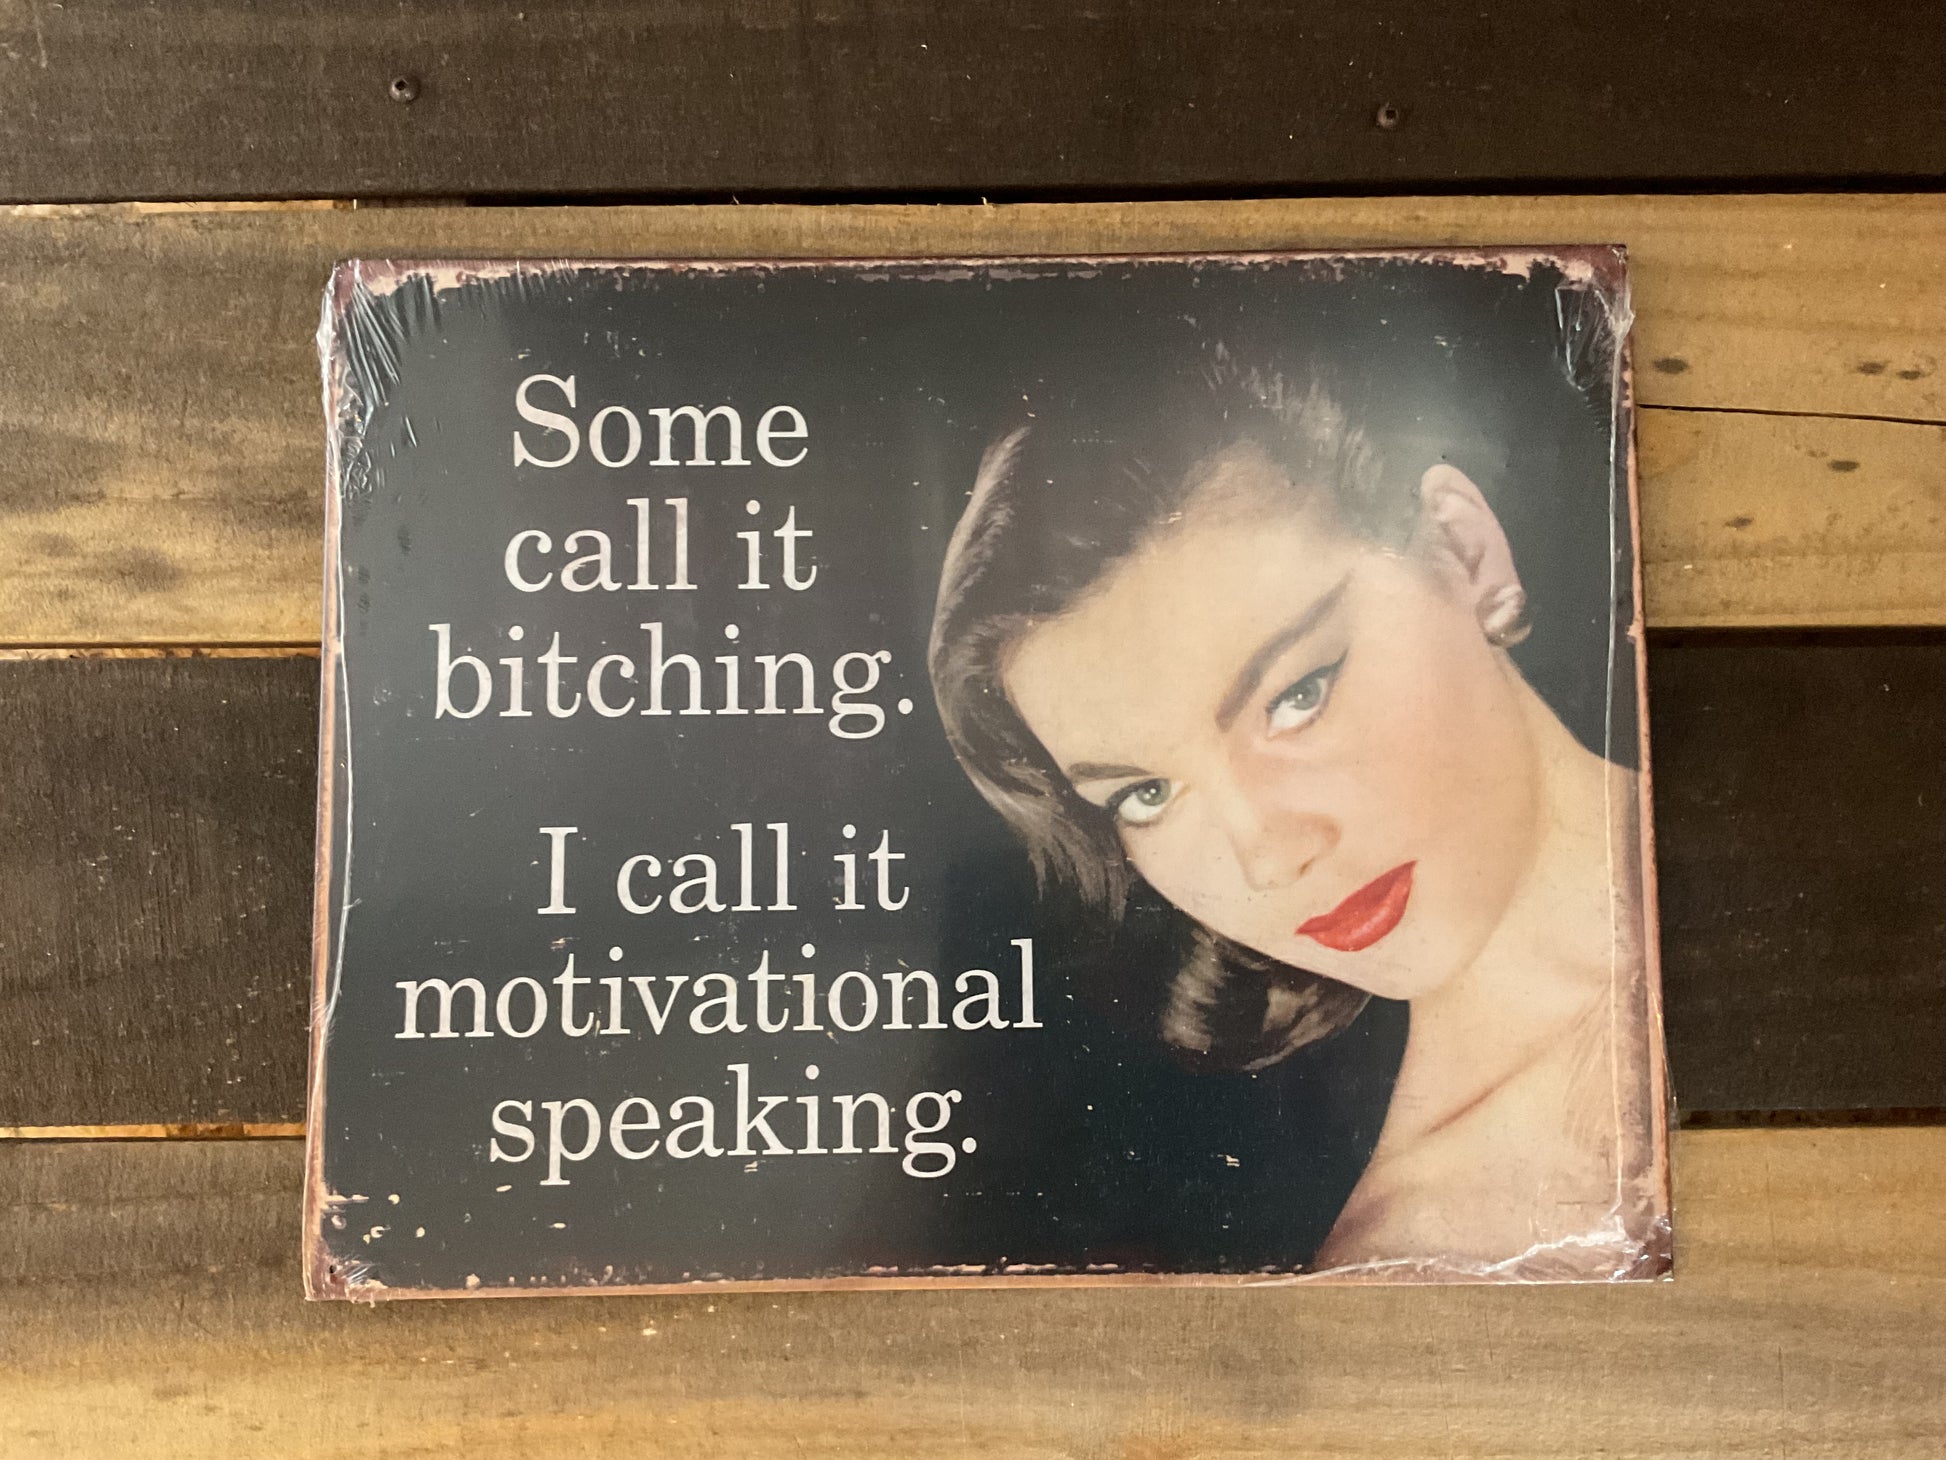 Some
call it
bitching.
I call it
motivational
speaking.